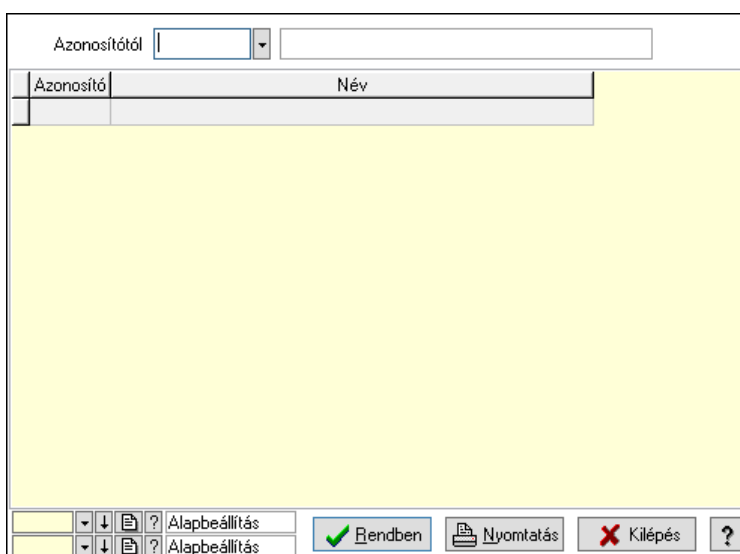 Azonosítótól
Azonosító Név
? Alapbeállítás
? Alapbeállítás
Rendben Nyomtatás Kilépés ?